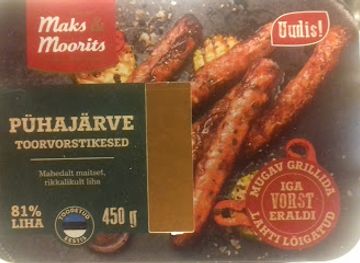 Maks &
Moorits
Uudis!
PÜHAJÄRVE
TOORVORSTIKESED
Mahedalt maitset,
rikkalikult liha
81%
LIHA
TOODETUD
EESTIS
450 g
MUGAV GRILLIDA
IGA
VORST
ERALDI
LAHTI LÕIGATUD